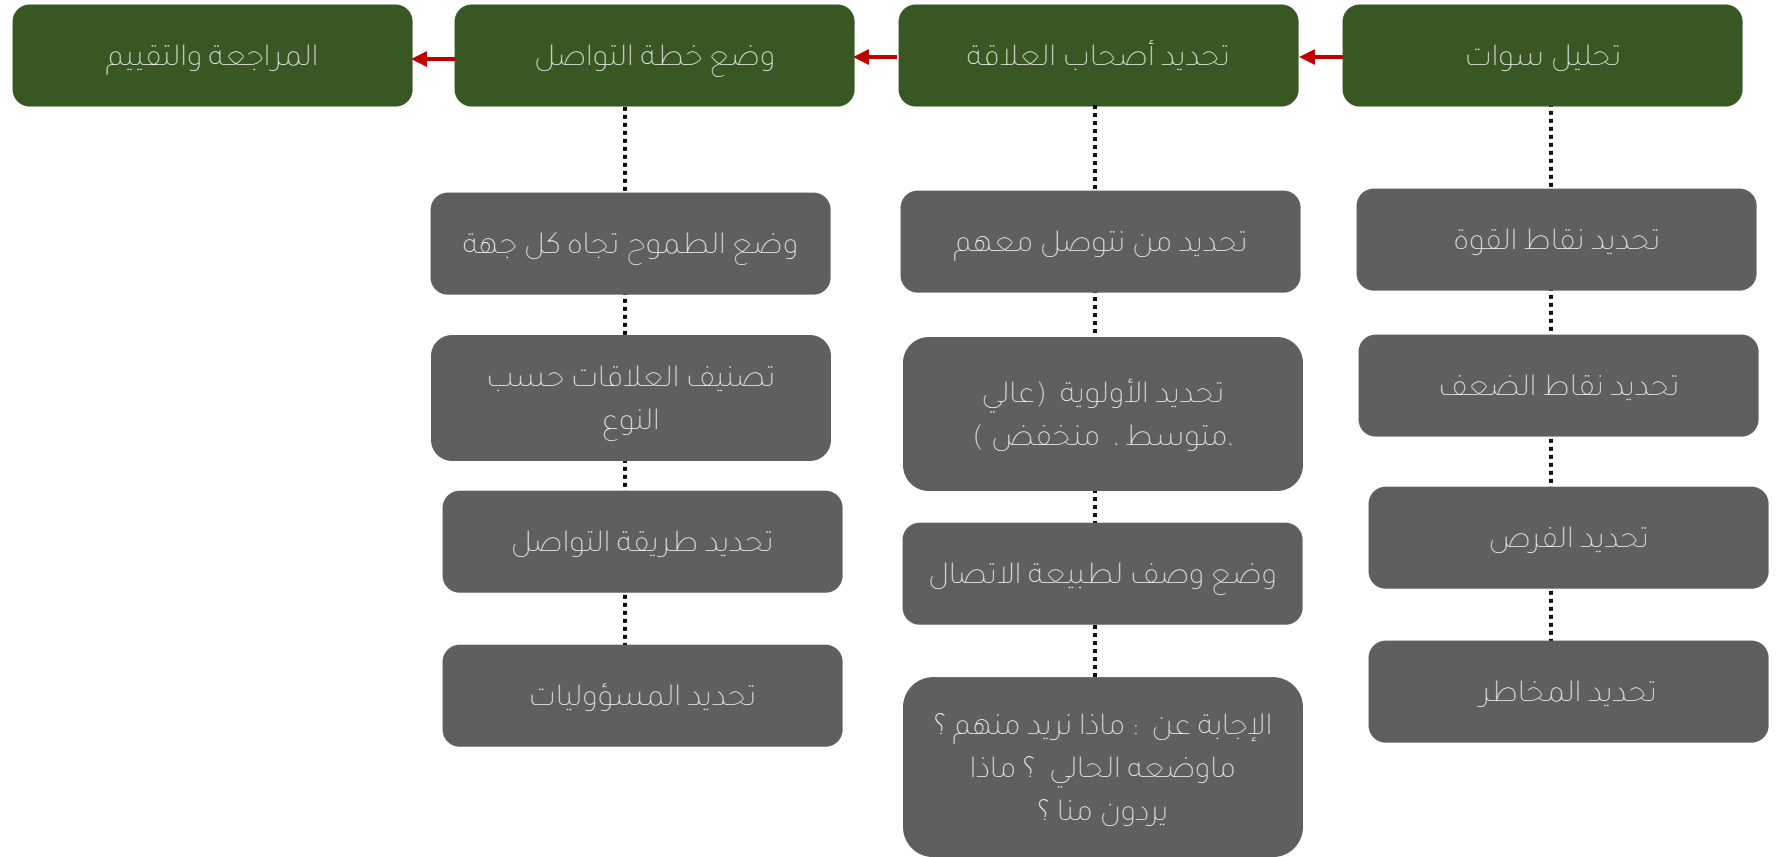 تحليل سوات
تحديد أصحاب العلاقة
وضع خطة التواصل
المراجعة والتقييم
تحديد نقاط القوة
تحديد نقاط الضعف
تحديد الفرص
تحديد المخاطر
تحديد من نتوصل معهم
تحديد الأولوية (عالي
.متوسط . منخفض )
وضع وصف لطبيعة الاتصال
الإجابة عن : ماذا نريد منهم ؟
ماوضعه الحالي ؟ ماذا
يردون منا ؟
وضع الطموح تجاه كل جهة
تصنيف العلاقات حسب
النوع
تحديد طريقة التواصل
تحديد المسؤوليات